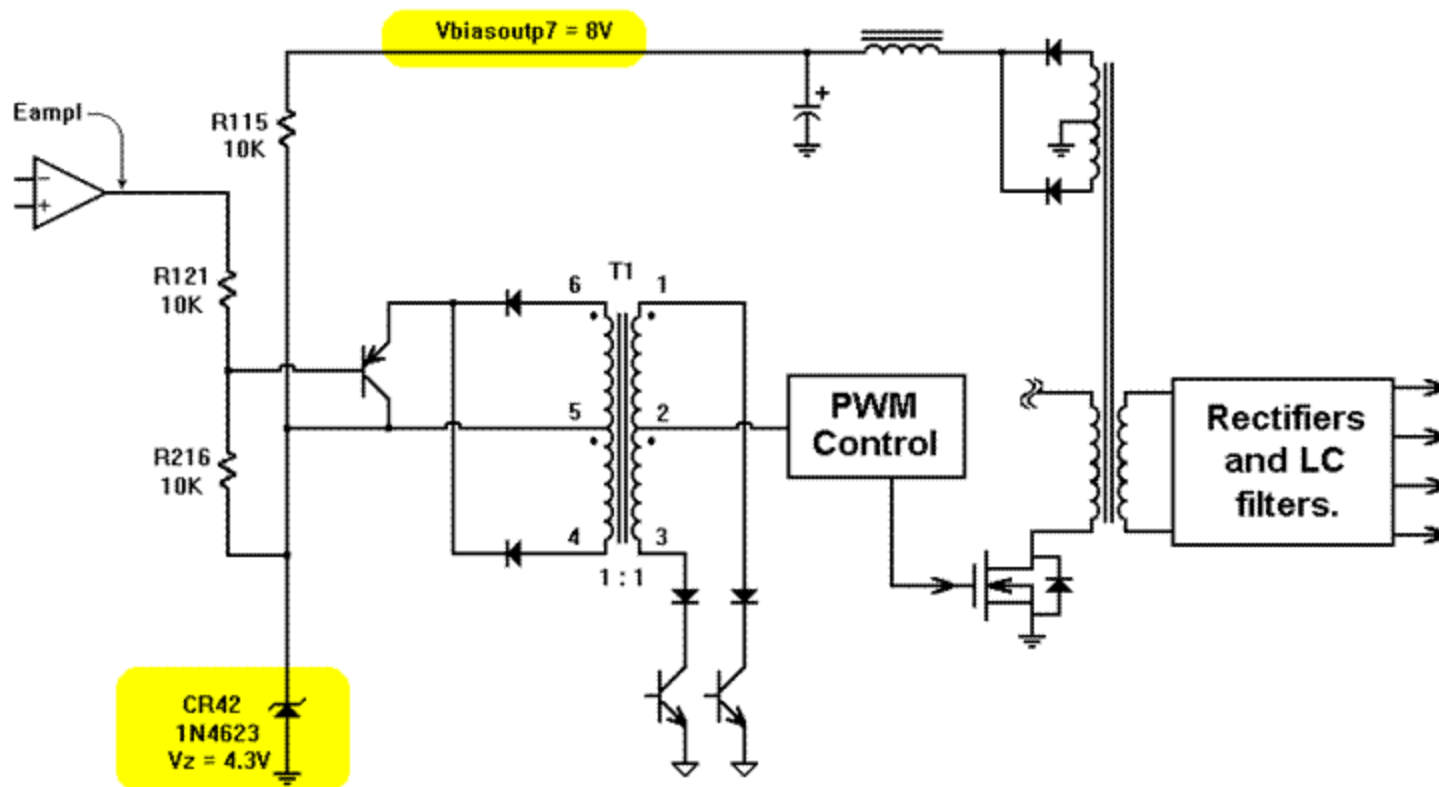 Vbiasoutp7 = 8V
Eampl
R115
10K
−
+
+
R121
10K
T1
6
1
5
2
PWM
Control
Rectifiers
and LC
filters.
R216
10K
4
3
1 : 1
CR42
1N4623
Vz = 4.3V